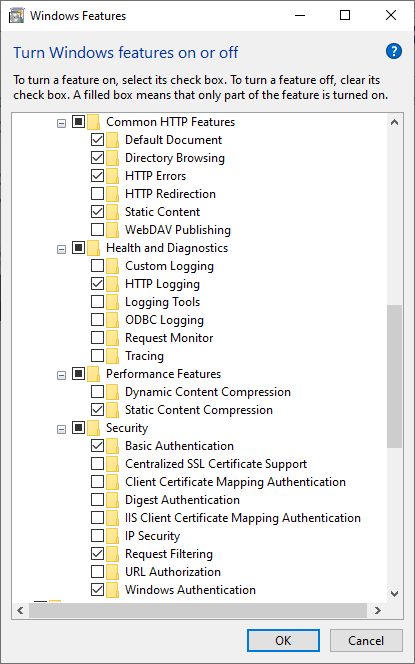 Windows Features
Turn Windows features on or off
?
To turn a feature on, select its check box. To turn a feature off, clear its
check box. A filled box means that only part of the feature is turned on.
Common HTTP Features
Default Document
Directory Browsing
HTTP Errors
HTTP Redirection
Static Content
WebDAV Publishing
Health and Diagnostics
Custom Logging
HTTP Logging
Logging Tools
ODBC Logging
Request Monitor
Tracing
Performance Features
Dynamic Content Compression
Static Content Compression
Security
Basic Authentication
Centralized SSL Certificate Support
Client Certificate Mapping Authentication
Digest Authentication
IIS Client Certificate Mapping Authentication
IP Security
Request Filtering
URL Authorization
Windows Authentication
OK
Cancel